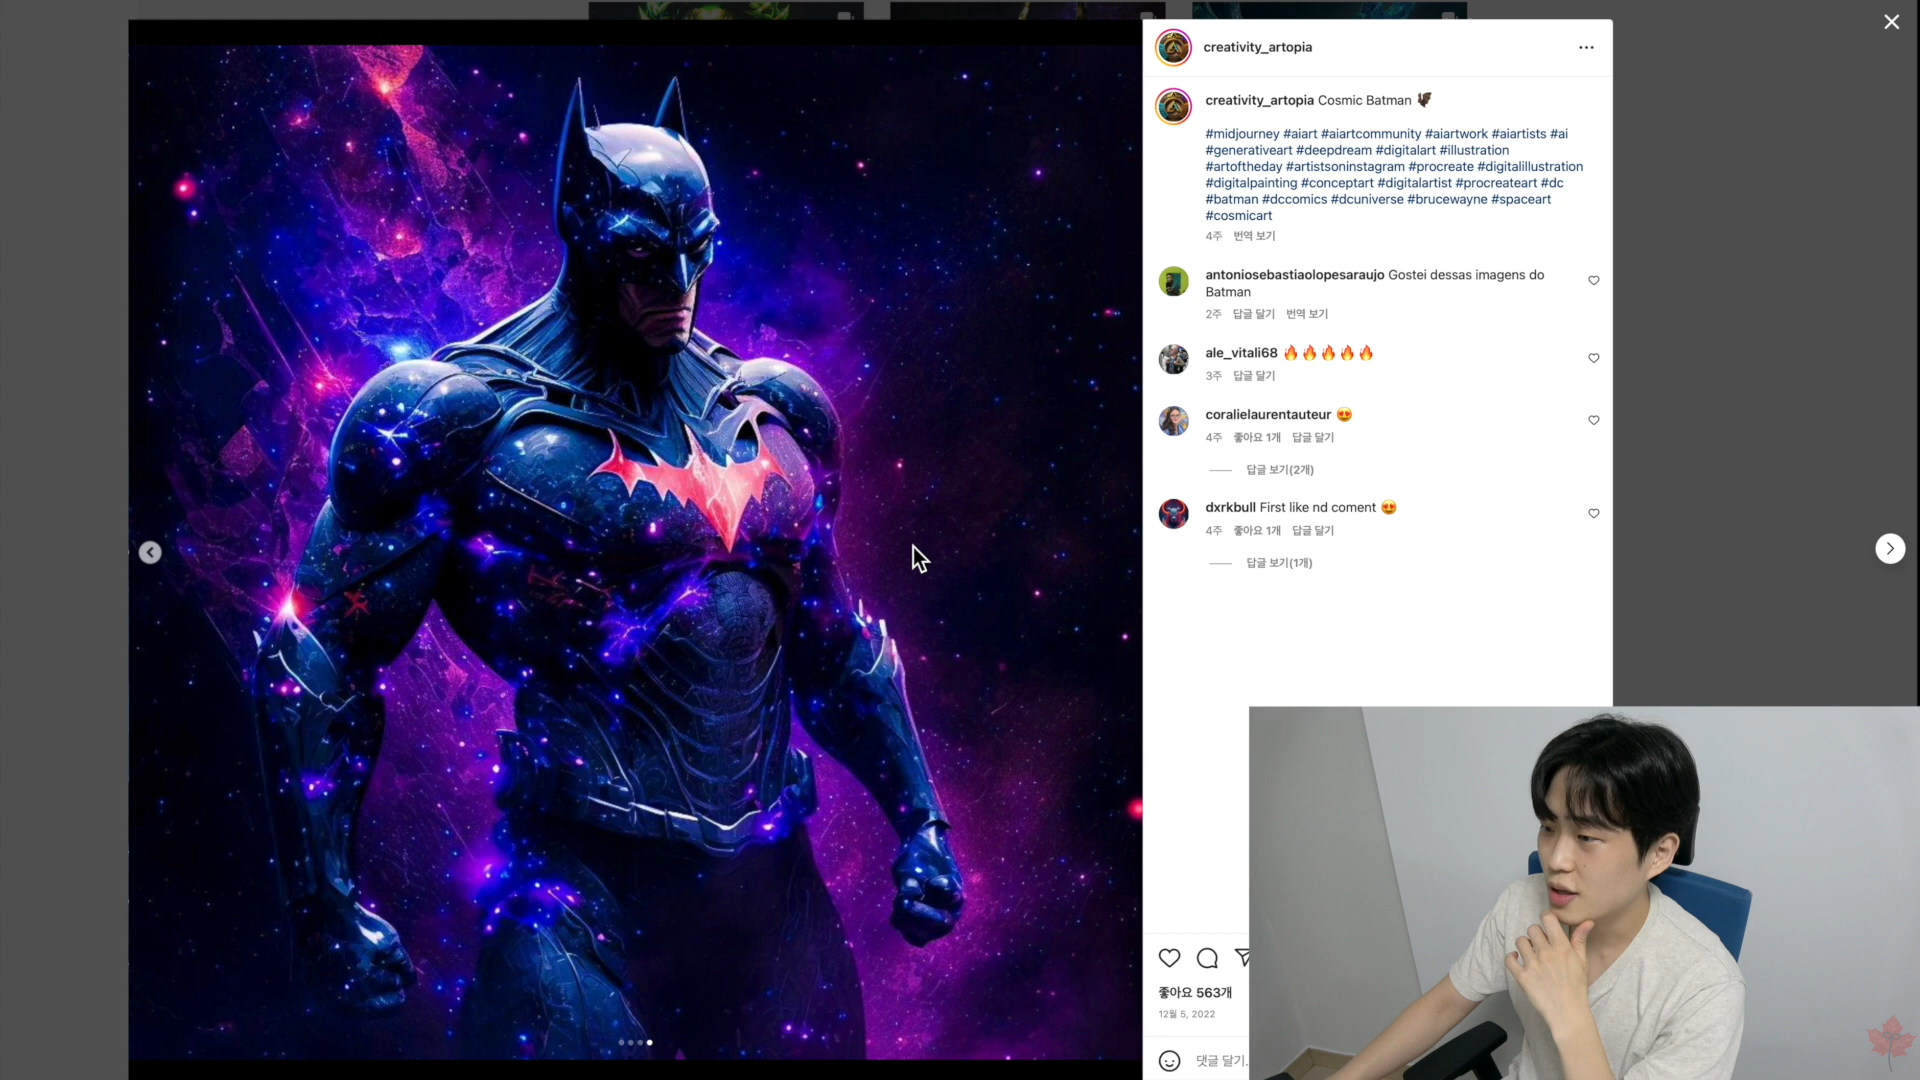 creativity_artopia
creativity_artopia Cosmic Batman
#midjourney #aiart #aiartcommunity #aiartwork #aiartists #ai
#generativeart #deepdream #digitalart #illustration
#artoftheday #artistsoninstagram #procreate #digitalillustration
#digitalpainting #conceptart #digitalartist #procreateart #dc
#batman #dccomics #dcuniverse #brucewayne #spaceart
#cosmicart
4주 번역 보기
antoniosebastiaolopesaraujo Gostei dessas imagens do
Batman
2주 답글 달기 번역 보기
ale_vitali68 🔥🔥🔥🔥🔥
3주 답글 달기
coralielaurentauteur 😍
4주 좋아요 1개 답글 달기
답글 보기(2개)
dxrkbull First like nd coment 😍
4주 좋아요 1개 답글 달기
답글 보기(1개)
좋아요 563개
12월 5, 2022
댓글 달기.